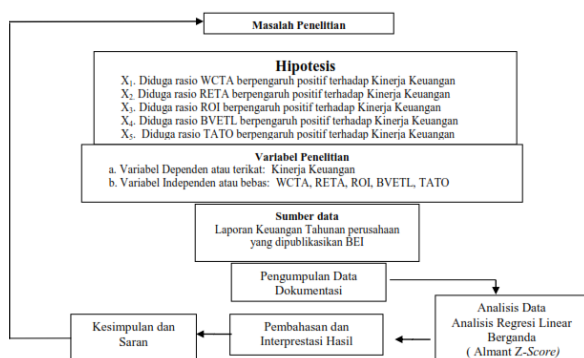 Masalah Penelitian
Hipotesis
X1. Diduga rasio WCTA berpengaruh positif terhadap Kinerja Keuangan
X2. Diduga rasio RETA berpengaruh positif terhadap Kinerja Keuangan
X3. Diduga rasio ROI berpengaruh positif terhadap Kinerja Keuangan
X4. Diduga rasio BVETL berpengaruh positif terhadap Kinerja Keuangan
X5. Diduga rasio TATO berpengaruh positif terhadap Kinerja Keuangan
Variabel Penelitian
a. Variabel Dependen atau terikat: Kinerja Keuangan
b. Variabel Independen atau bebas: WCTA, RETA, ROI, BVETL, TATO
Sumber data
Laporan Keuangan Tahunan perusahaan
yang dipublikasikan BEI
Pengumpulan Data
Dokumentasi
Analisis Data
Analisis Regresi Linear
Berganda
( Almant Z-Score)
Pembahasan dan
Interprestasi Hasil
Kesimpulan dan
Saran